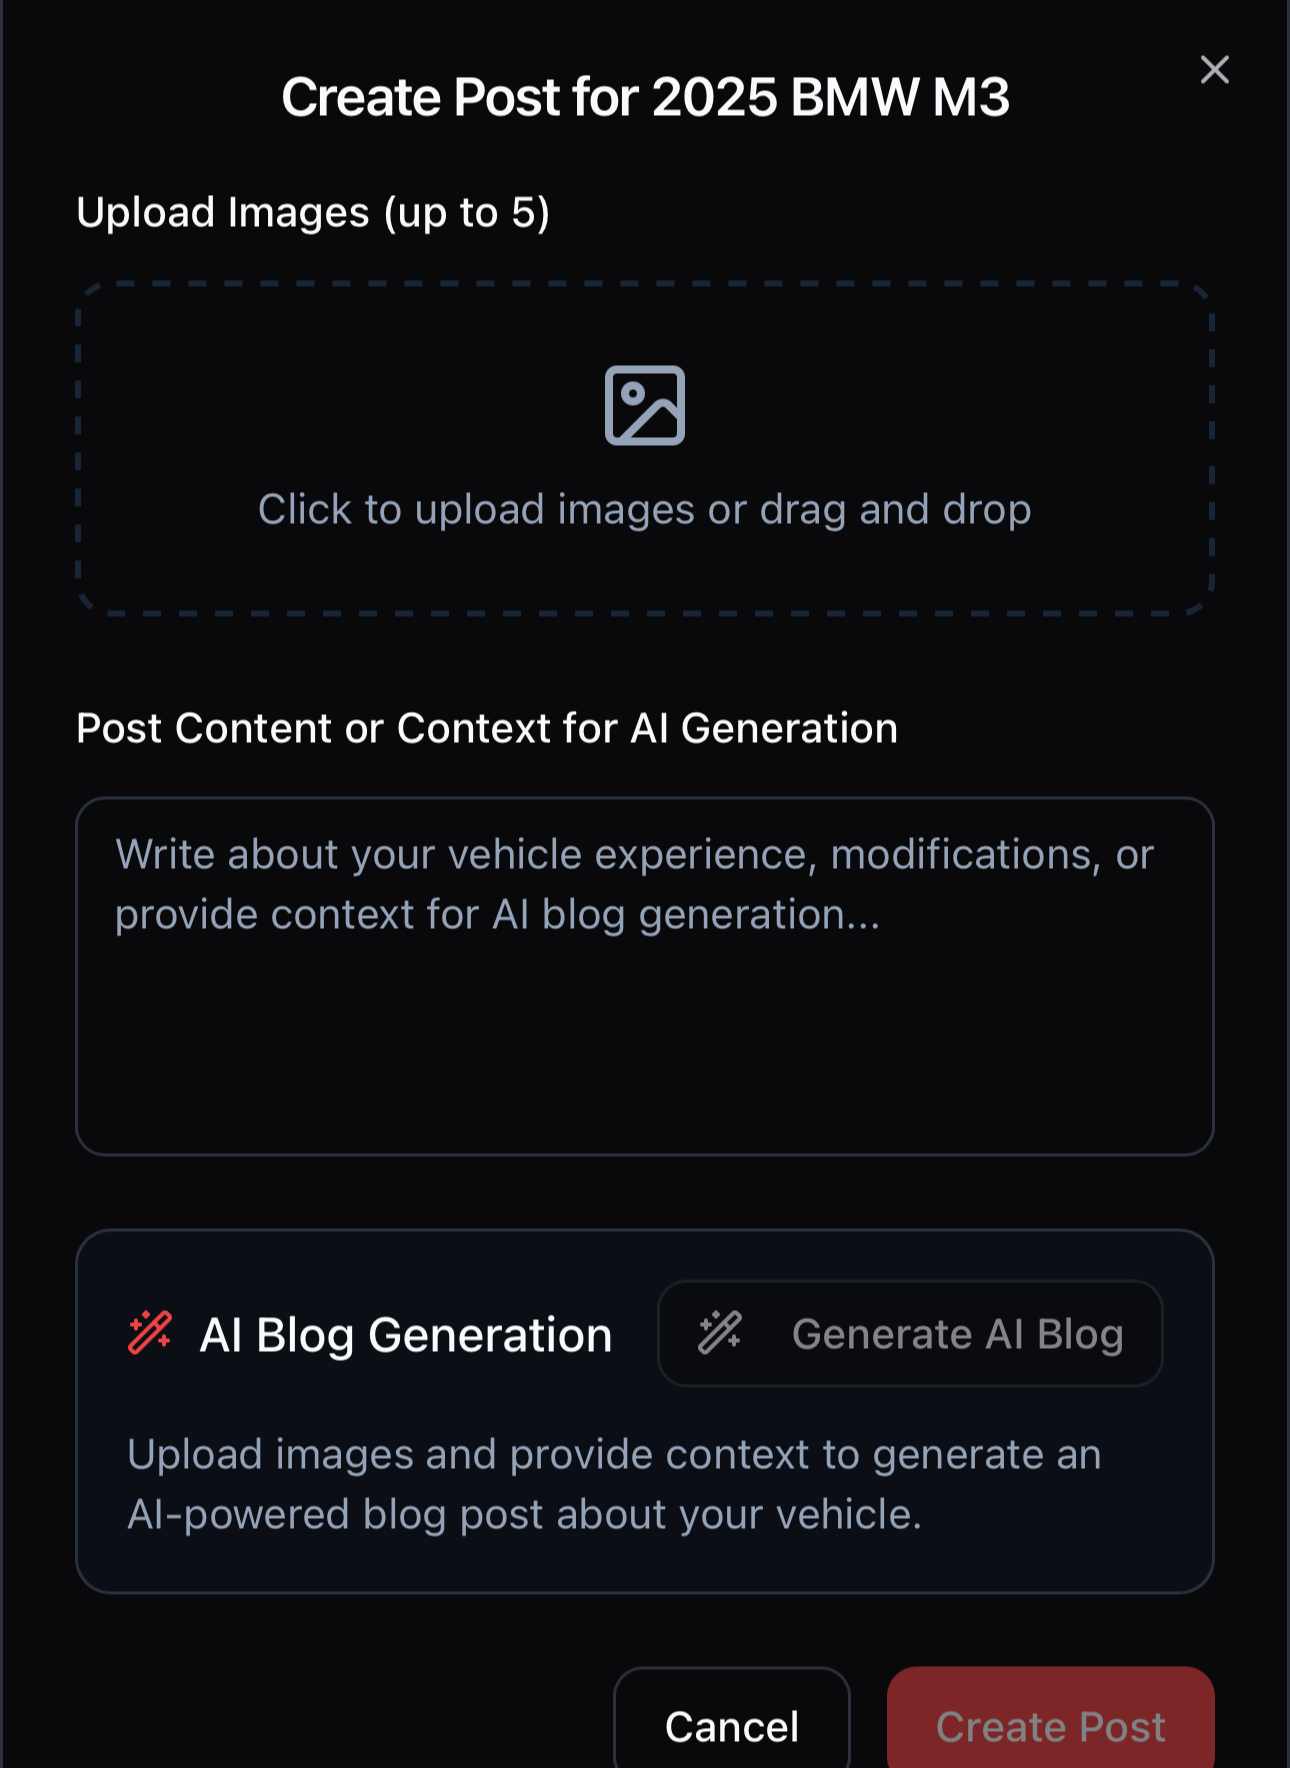 Create Post for 2025 BMW M3
Upload Images (up to 5)
Click to upload images or drag and drop
Post Content or Context for AI Generation
Write about your vehicle experience, modifications, or
provide context for AI blog generation...
AI Blog Generation
Generate AI Blog
Upload images and provide context to generate an
AI-powered blog post about your vehicle.
Cancel
Create Post